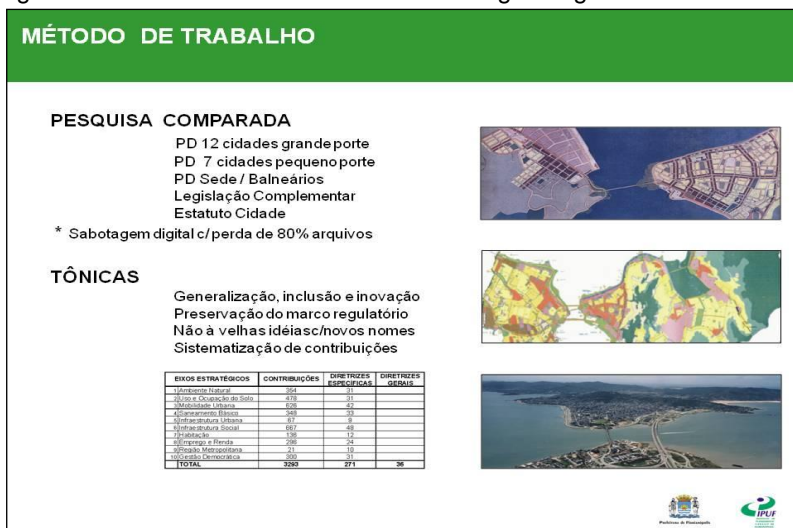 MÉTODO DE TRABALHO
PESQUISA COMPARADA
PD 12 cidades grande porte
PD 7 cidades pequeno porte
PD Sede / Balneários
Legislação Complementar
Estatuto Cidade
* Sabotagem digital c/ perda de 80% arquivos
TÔNICAS
Generalização, inclusão e inovação
Preservação do marco regulatório
Não à velhas idéiasc/novos nomes
Sistematização de contribuições
EIXOS ESTRATÉGICOS CONTRIBUIÇÕES DIRETRIZES ESPECÍFICAS DIRETRIZES GERAIS
1 Ambiente Natural 354 31
2 Uso e Ocupação do Solo 478 31
3 Mobilidade Urbana 626 42
4 Saneamento Básico 348 33
5 Infraestrutura Urbana 67 9
6 Infraestrutura Social 667 48
7 Habitação 136 12
8 Emprego e Renda 296 24
9 Região Metropolitana 21 10
10 Gestão Democrática 300 31
TOTAL 3293 271 36
Prefeitura de Florianópolis
IPUF